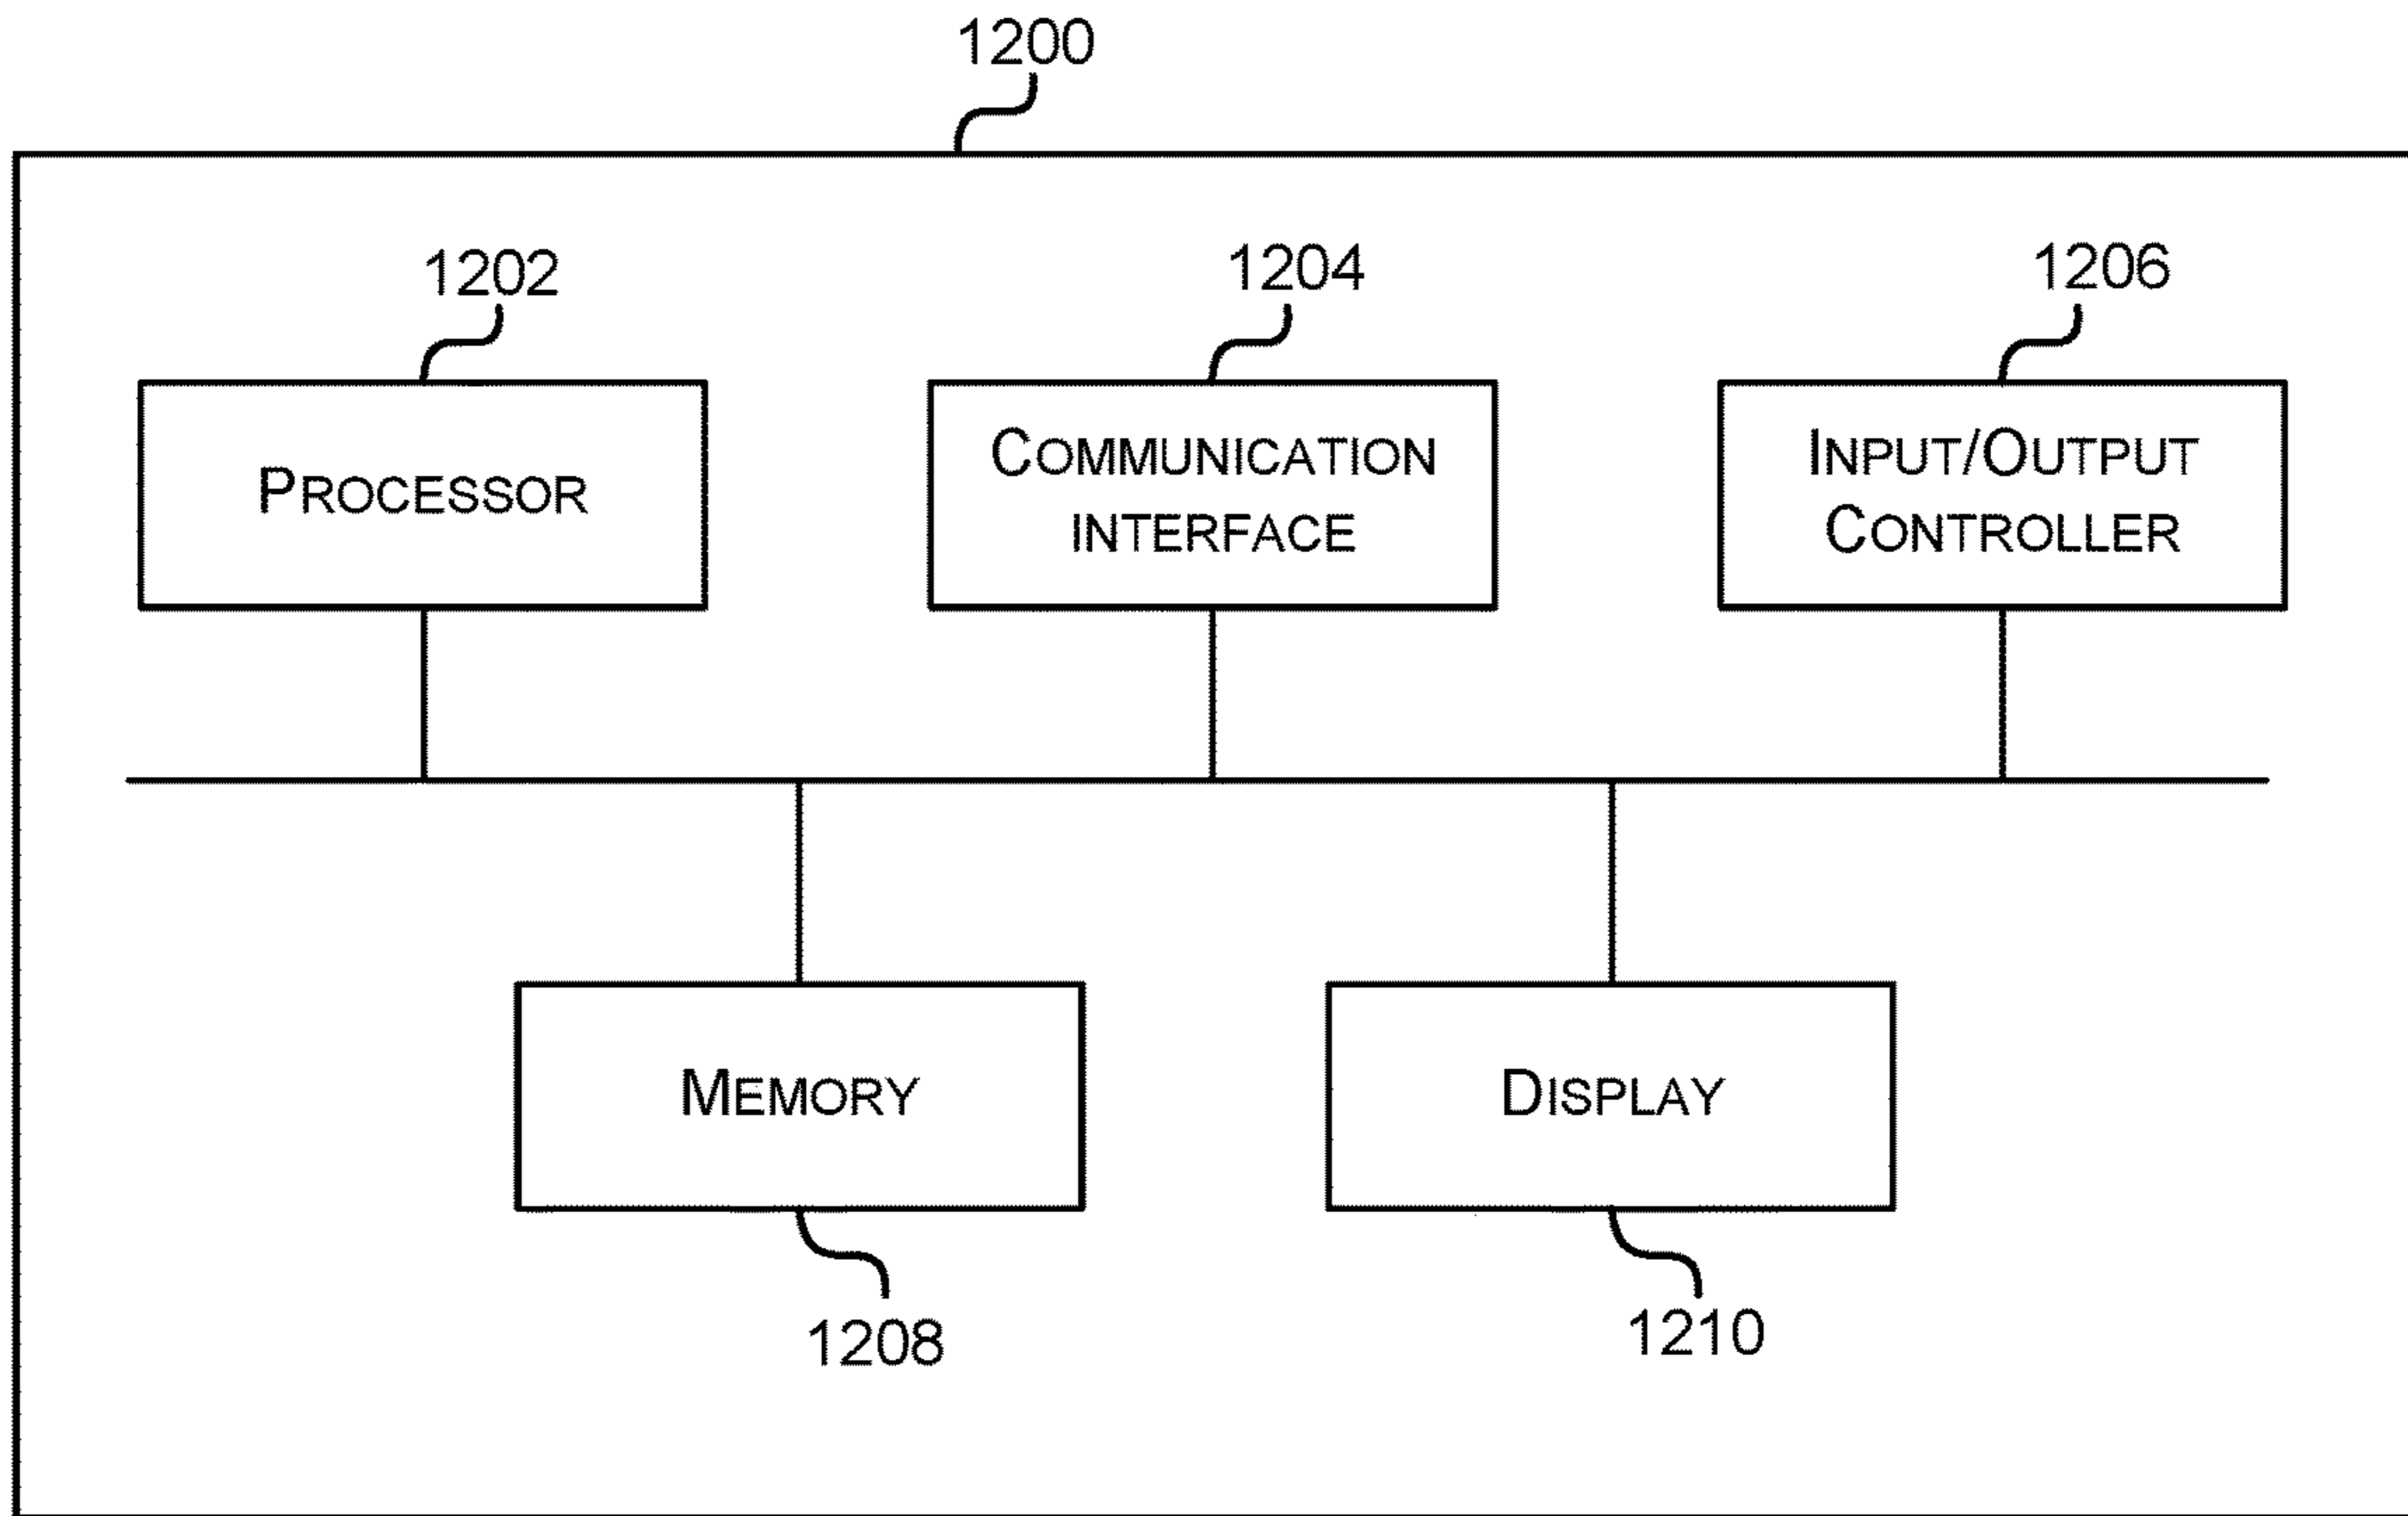 1200
1202
1204
1206
PROCESSOR
COMMUNICATION
INTERFACE
INPUT/OUTPUT
CONTROLLER
MEMORY
DISPLAY
1208
1210